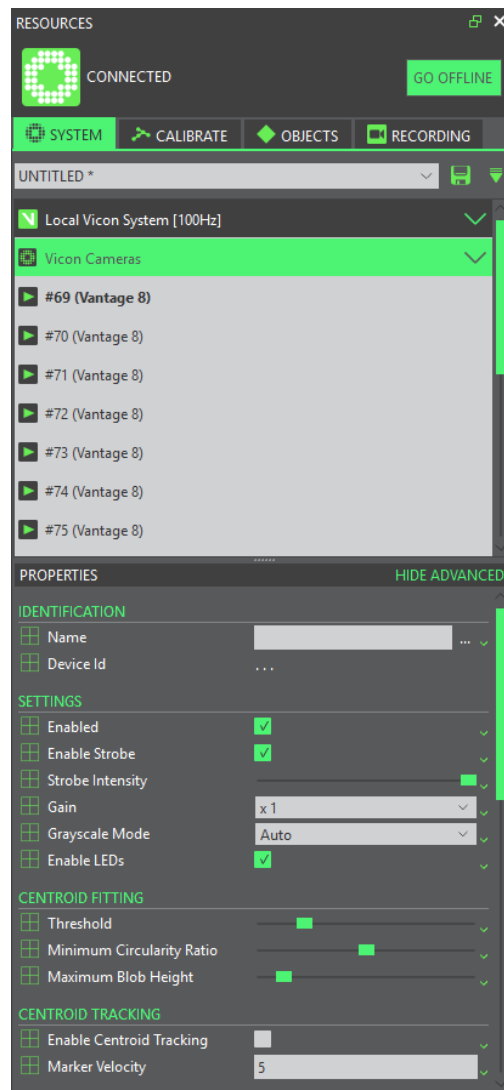 RESOURCES
CONNECTED
GO OFFLINE
SYSTEM CALIBRATE OBJECTS RECORDING
UNTITLED *
Local Vicon System [100Hz]
Vicon Cameras
#69 (Vantage 8)
#70 (Vantage 8)
#71 (Vantage 8)
#72 (Vantage 8)
#73 (Vantage 8)
#74 (Vantage 8)
#75 (Vantage 8)
PROPERTIES HIDE ADVANCED
IDENTIFICATION
Name ...
Device Id ...
SETTINGS
Enabled
Enable Strobe
Strobe Intensity
Gain x 1
Grayscale Mode Auto
Enable LEDs
CENTROID FITTING
Threshold
Minimum Circularity Ratio
Maximum Blob Height
CENTROID TRACKING
Enable Centroid Tracking
Marker Velocity 5